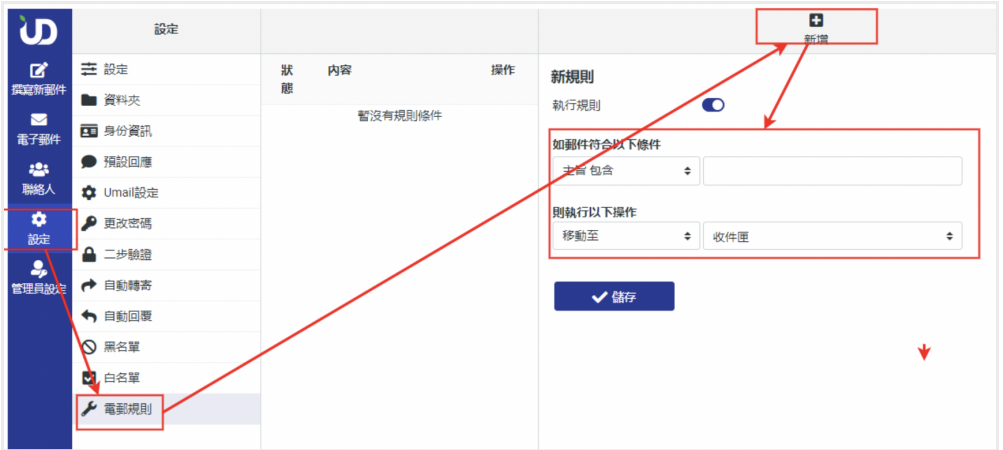 UD
設定
新增
撰寫新郵件
電子郵件
聯絡人
設定
管理員設定
設定
資料夾
身份資訊
預設回應
Umail設定
更改密碼
二步驗證
自動轉寄
自動回覆
黑名單
白名單
電郵規則
狀態 內容 操作
暫沒有規則條件
新規則
執行規則
如郵件符合以下條件
主旨 包含
則執行以下操作
移動至 收件匣
儲存